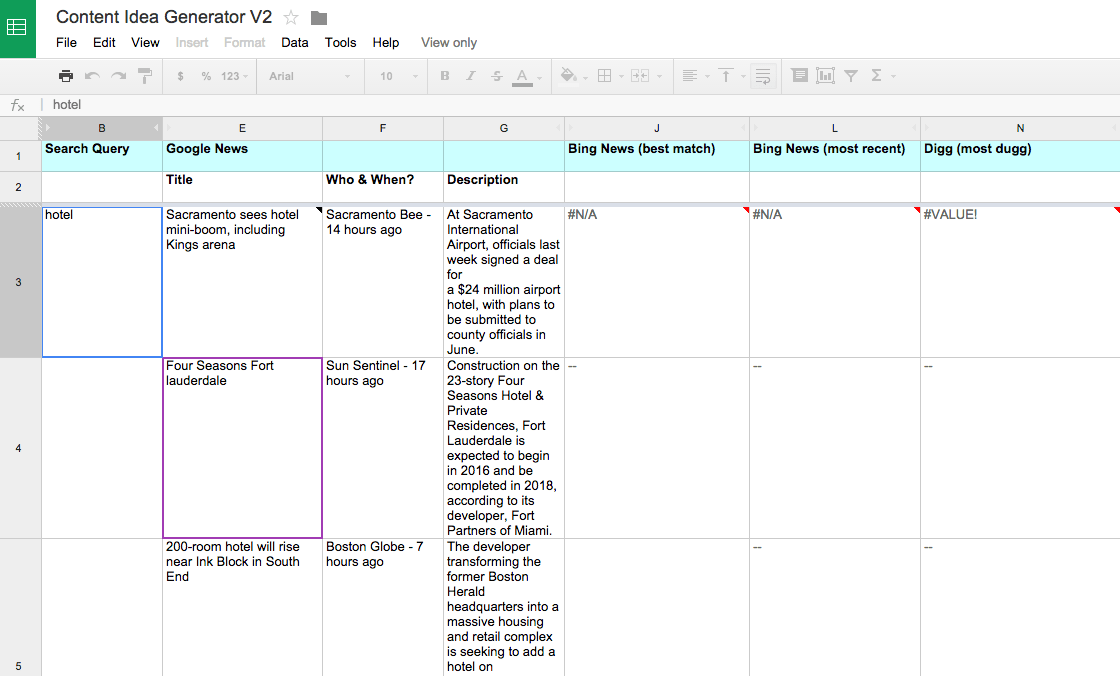 Content Idea Generator V2
File Edit View Insert Format Data Tools Help View only
$ % 123 Arial 10 B I S A Σ
fx hotel
B E F G J L N
1 Search Query Google News Bing News (best match) Bing News (most recent) Digg (most dugg)
2 Title Who & When? Description
3
hotel
Sacramento sees hotel
mini-boom, including
Kings arena
Sacramento Bee -
14 hours ago
At Sacramento
International
Airport, officials last
week signed a deal
for
a $24 million airport
hotel, with plans to
be submitted to
county officials in
June.
#N/A
#N/A
#VALUE!
4
Four Seasons Fort
lauderdale
Sun Sentinel - 17
hours ago
Construction on the
23-story Four
Seasons Hotel &
Private
Residences, Fort
Lauderdale is
expected to begin
in 2016 and be
completed in 2018,
according to its
developer, Fort
Partners of Miami.
--
--
--
5
200-room hotel will rise
near Ink Block in South
End
Boston Globe - 7
hours ago
The developer
transforming the
former Boston
Herald
headquarters into a
massive housing
and retail complex
is seeking to add a
hotel on
--
--